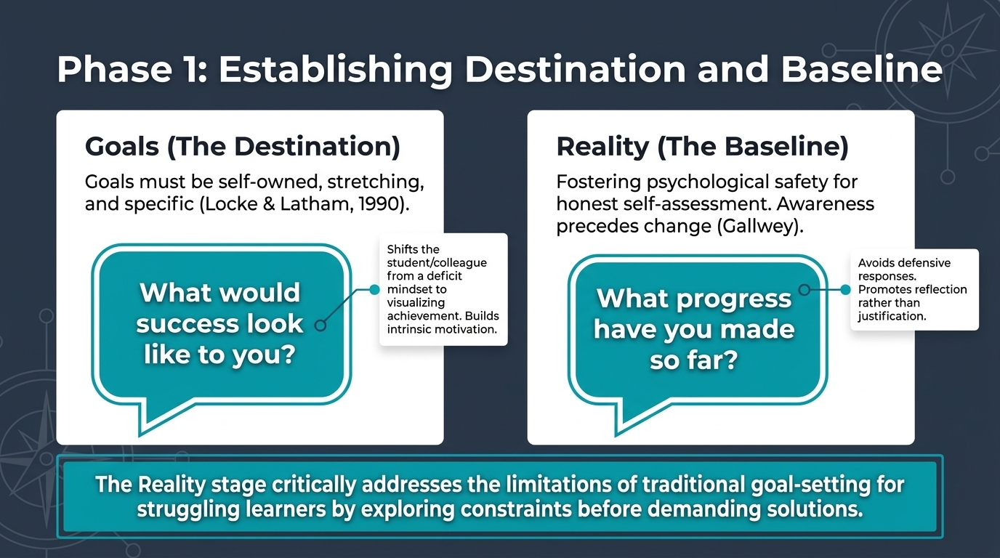 Phase 1: Establishing Destination and Baseline
Goals (The Destination)
Goals must be self-owned, stretching,
and specific (Locke & Latham, 1990).
What would
success look
like to you?
Shifts the
student/colleague
from a deficit
mindset to
visualizing
achievement. Builds
intrinsic motivation.
Reality (The Baseline)
Fostering psychological safety for
honest self-assessment. Awareness
precedes change (Gallwey).
What progress
have you made
so far?
Avoids defensive
responses.
Promotes reflection
rather than
justification.
The Reality stage critically addresses the limitations of traditional goal-setting for
struggling learners by exploring constraints before demanding solutions.